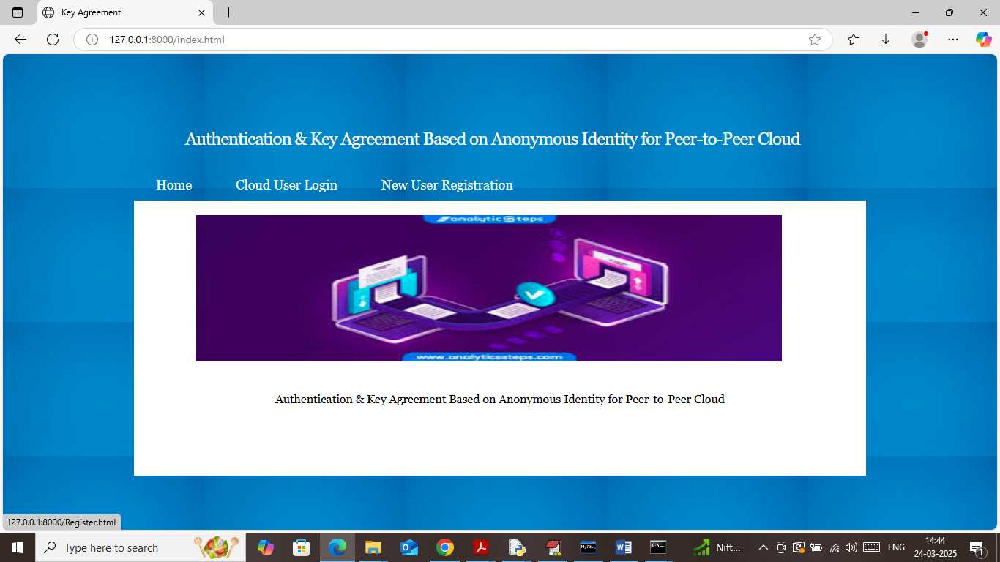 Key Agreement
127.0.0.1:8000/index.html
Authentication & Key Agreement Based on Anonymous Identity for Peer-to-Peer Cloud
Home Cloud User Login New User Registration
analytic Steps
www.analyticssteps.com
Authentication & Key Agreement Based on Anonymous Identity for Peer-to-Peer Cloud
127.0.0.1:8000/Register.html
Type here to search
Nift...
ENG
14:44
24-03-2025
1